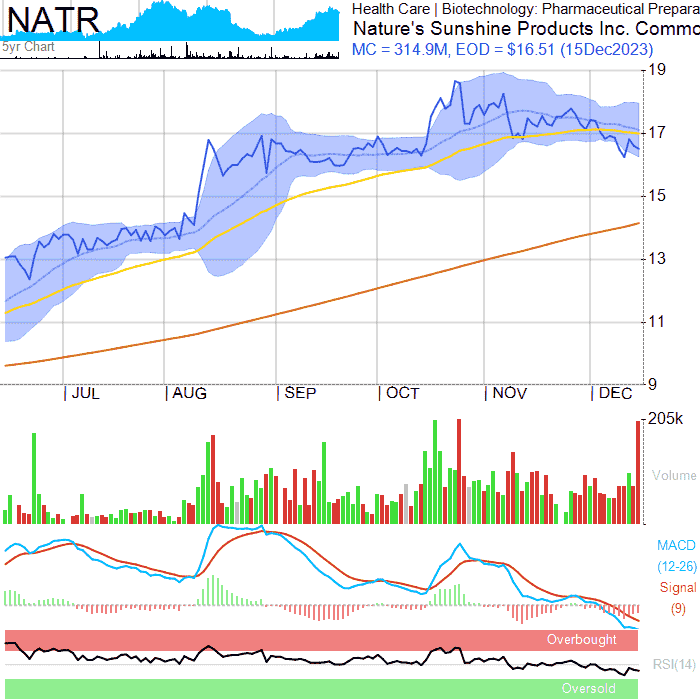 NATR
Health Care | Biotechnology: Pharmaceutical Prepara
Nature's Sunshine Products Inc. Commo
MC = 314.9M, EOD = $16.51 (15Dec2023)
5yr Chart
19
17
15
13
11
9
| JUL | AUG | SEP | OCT | NOV | DEC
205k
Volume
MACD
(12-26)
Signal
(9)
Overbought
RSI(14)
Oversold